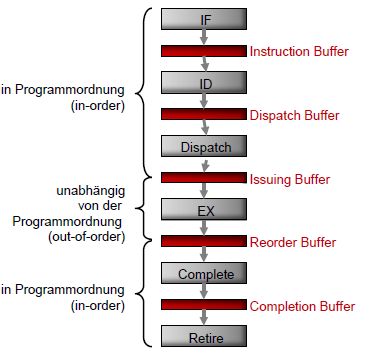 IF
Instruction Buffer
ID
in Programmordnung
(in-order)
Dispatch Buffer
Dispatch
Issuing Buffer
unabhängig
von der
Programmordnung
(out-of-order)
EX
Reorder Buffer
Complete
in Programmordnung
(in-order)
Completion Buffer
Retire